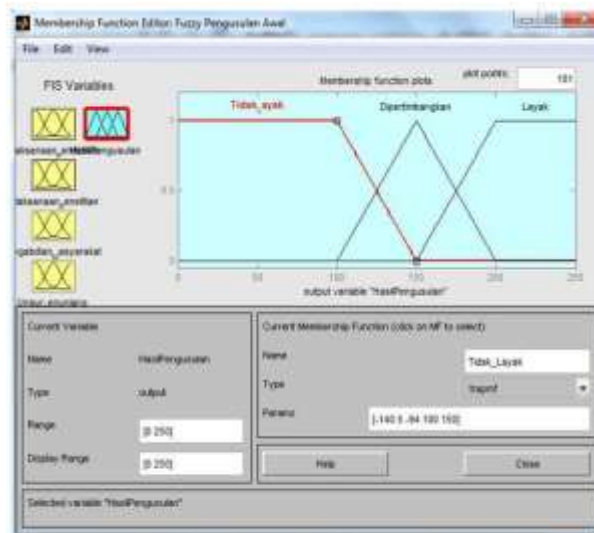 Membership Function Editor: Fuzzy Pengusulan Awal
File Edit View
FIS Variables
Membership function plots
plot points:
181
Tidak_ayak
Dipertimbangkan
Layak
1
0.5
0
0
50
100
150
200
250
output variable "HasilPengusulan"
Current Variable
Name
HasilPengusulan
Type
output
Range
[0 250]
Display Range
[0 250]
Current Membership Function (click on MF to select)
Name
Tidak_Layak
Type
trapmf
Params
Help
Close
Selected variable "HasilPengusulan"